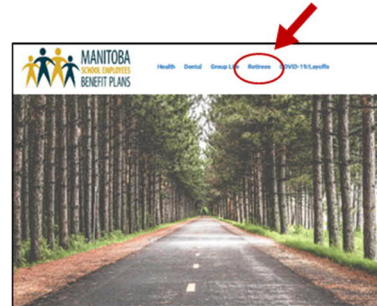 MANITOBA
SCHOOL EMPLOYEES
BENEFIT PLANS
Health Dental Group Life Retirees COVID-19/Layoffs